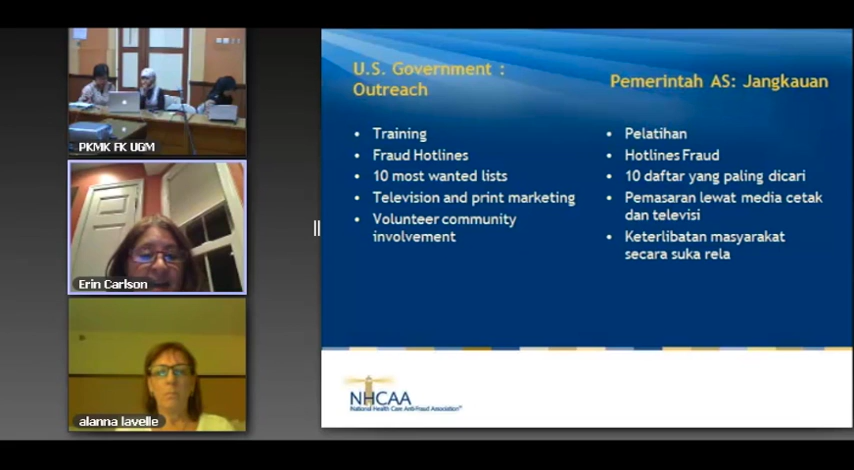 PKMK FK UGM
Erin Carlson
alanna lavelle
U.S. Government :
Outreach
• Training
• Fraud Hotlines
• 10 most wanted lists
• Television and print marketing
• Volunteer community
involvement
Pemerintah AS: Jangkauan
• Pelatihan
• Hotlines Fraud
• 10 daftar yang paling dicari
• Pemasaran lewat media cetak
dan televisi
• Keterlibatan masyarakat
secara suka rela
NHCAA
National Health Care Anti-Fraud Association